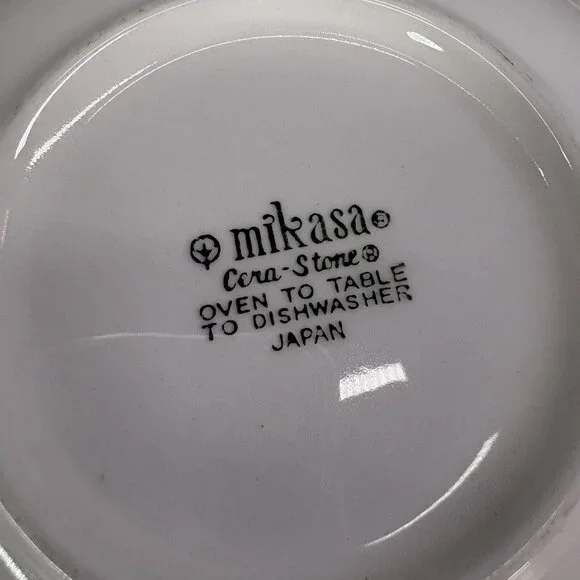 mikasa®
Cera-Stone®
OVEN TO TABLE
TO DISHWASHER
JAPAN